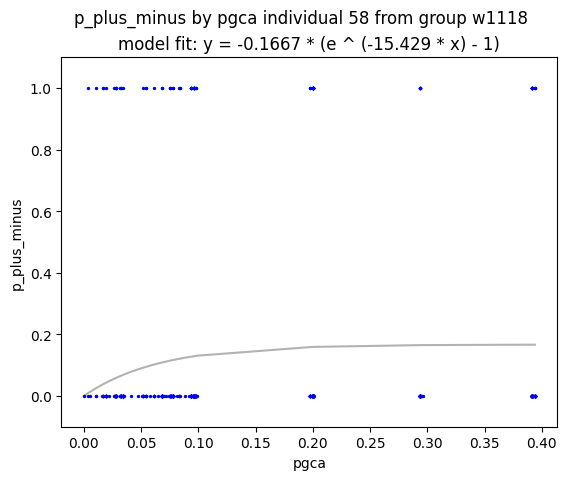 p_plus_minus by pgca individual 58 from group w1118
model fit: y = -0.1667 * (e ^ (-15.429 * x) - 1)
1.0
0.8
0.6
0.4
0.2
0.0
p_plus_minus
0.00 0.05 0.10 0.15 0.20 0.25 0.30 0.35 0.40
pgca